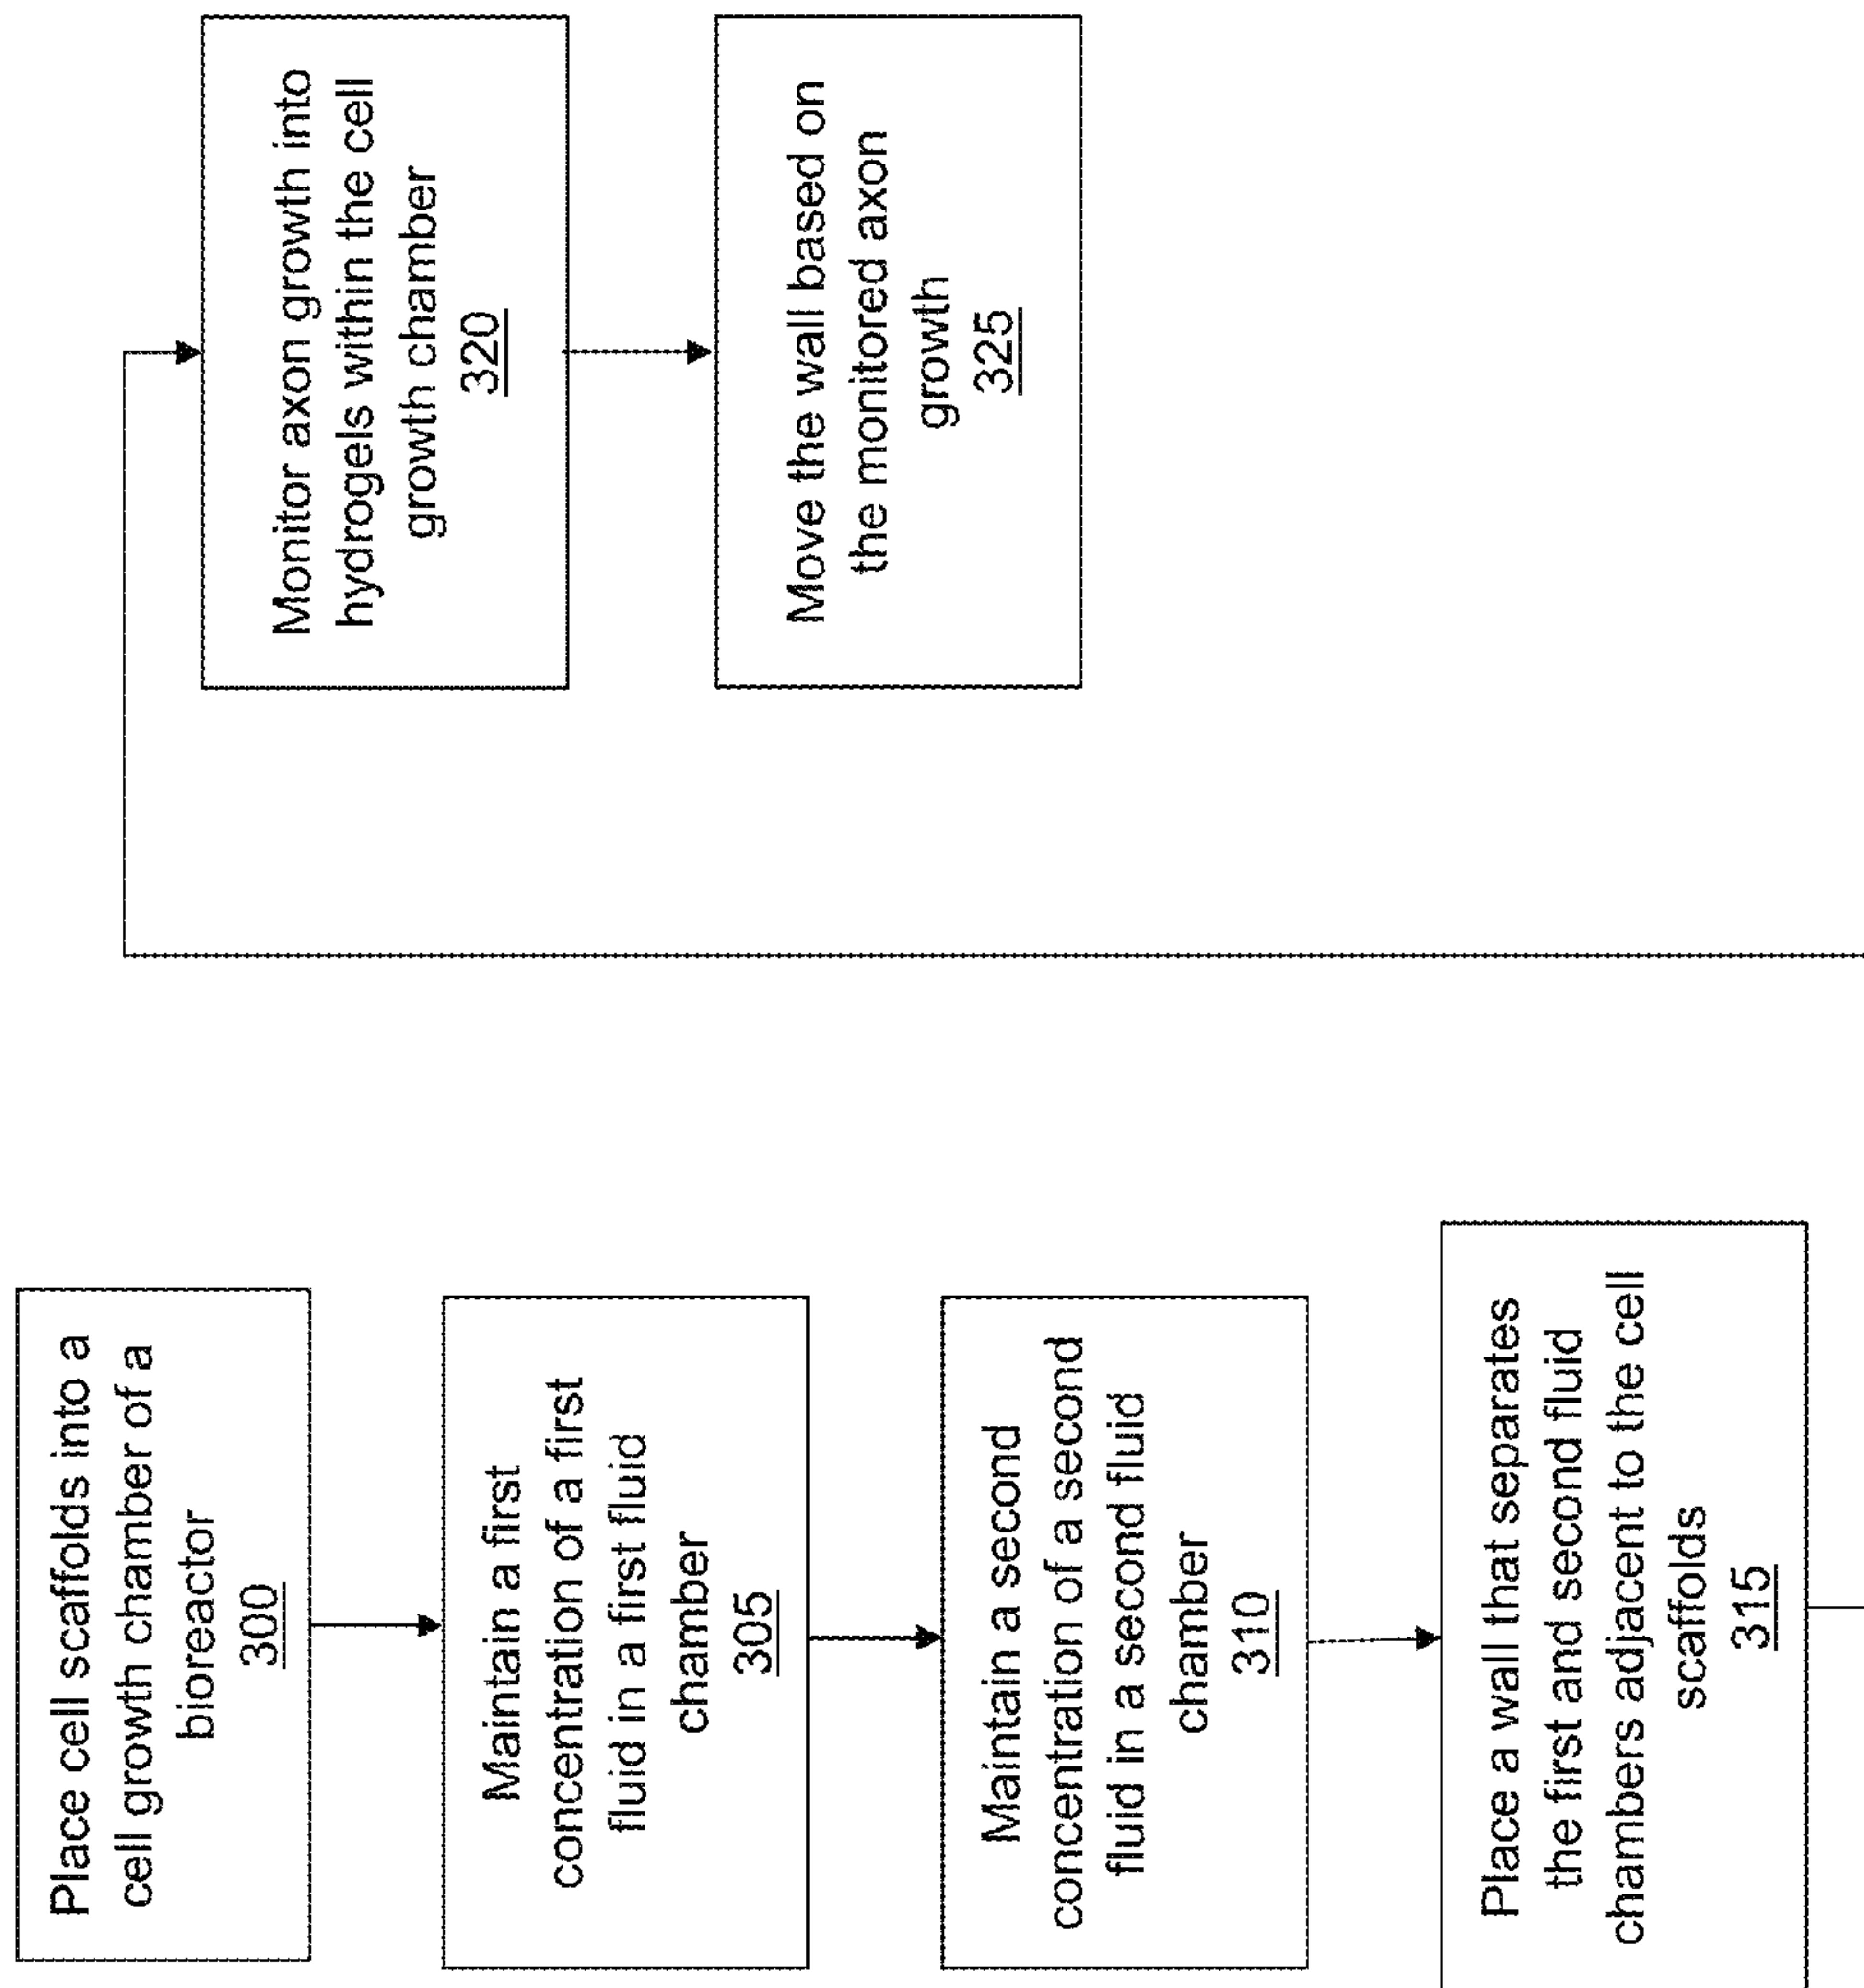 Place cell scaffolds into a
cell growth chamber of a
bioreactor
300
Maintain a first
concentration of a first
fluid in a first fluid
chamber
305
Maintain a second
concentration of a second
fluid in a second fluid
chamber
310
Place a wall that separates
the first and second fluid
chambers adjacent to the cell
scaffolds
315
Monitor axon growth into
hydrogels within the cell
growth chamber
320
Move the wall based on
the monitored axon
growth
325